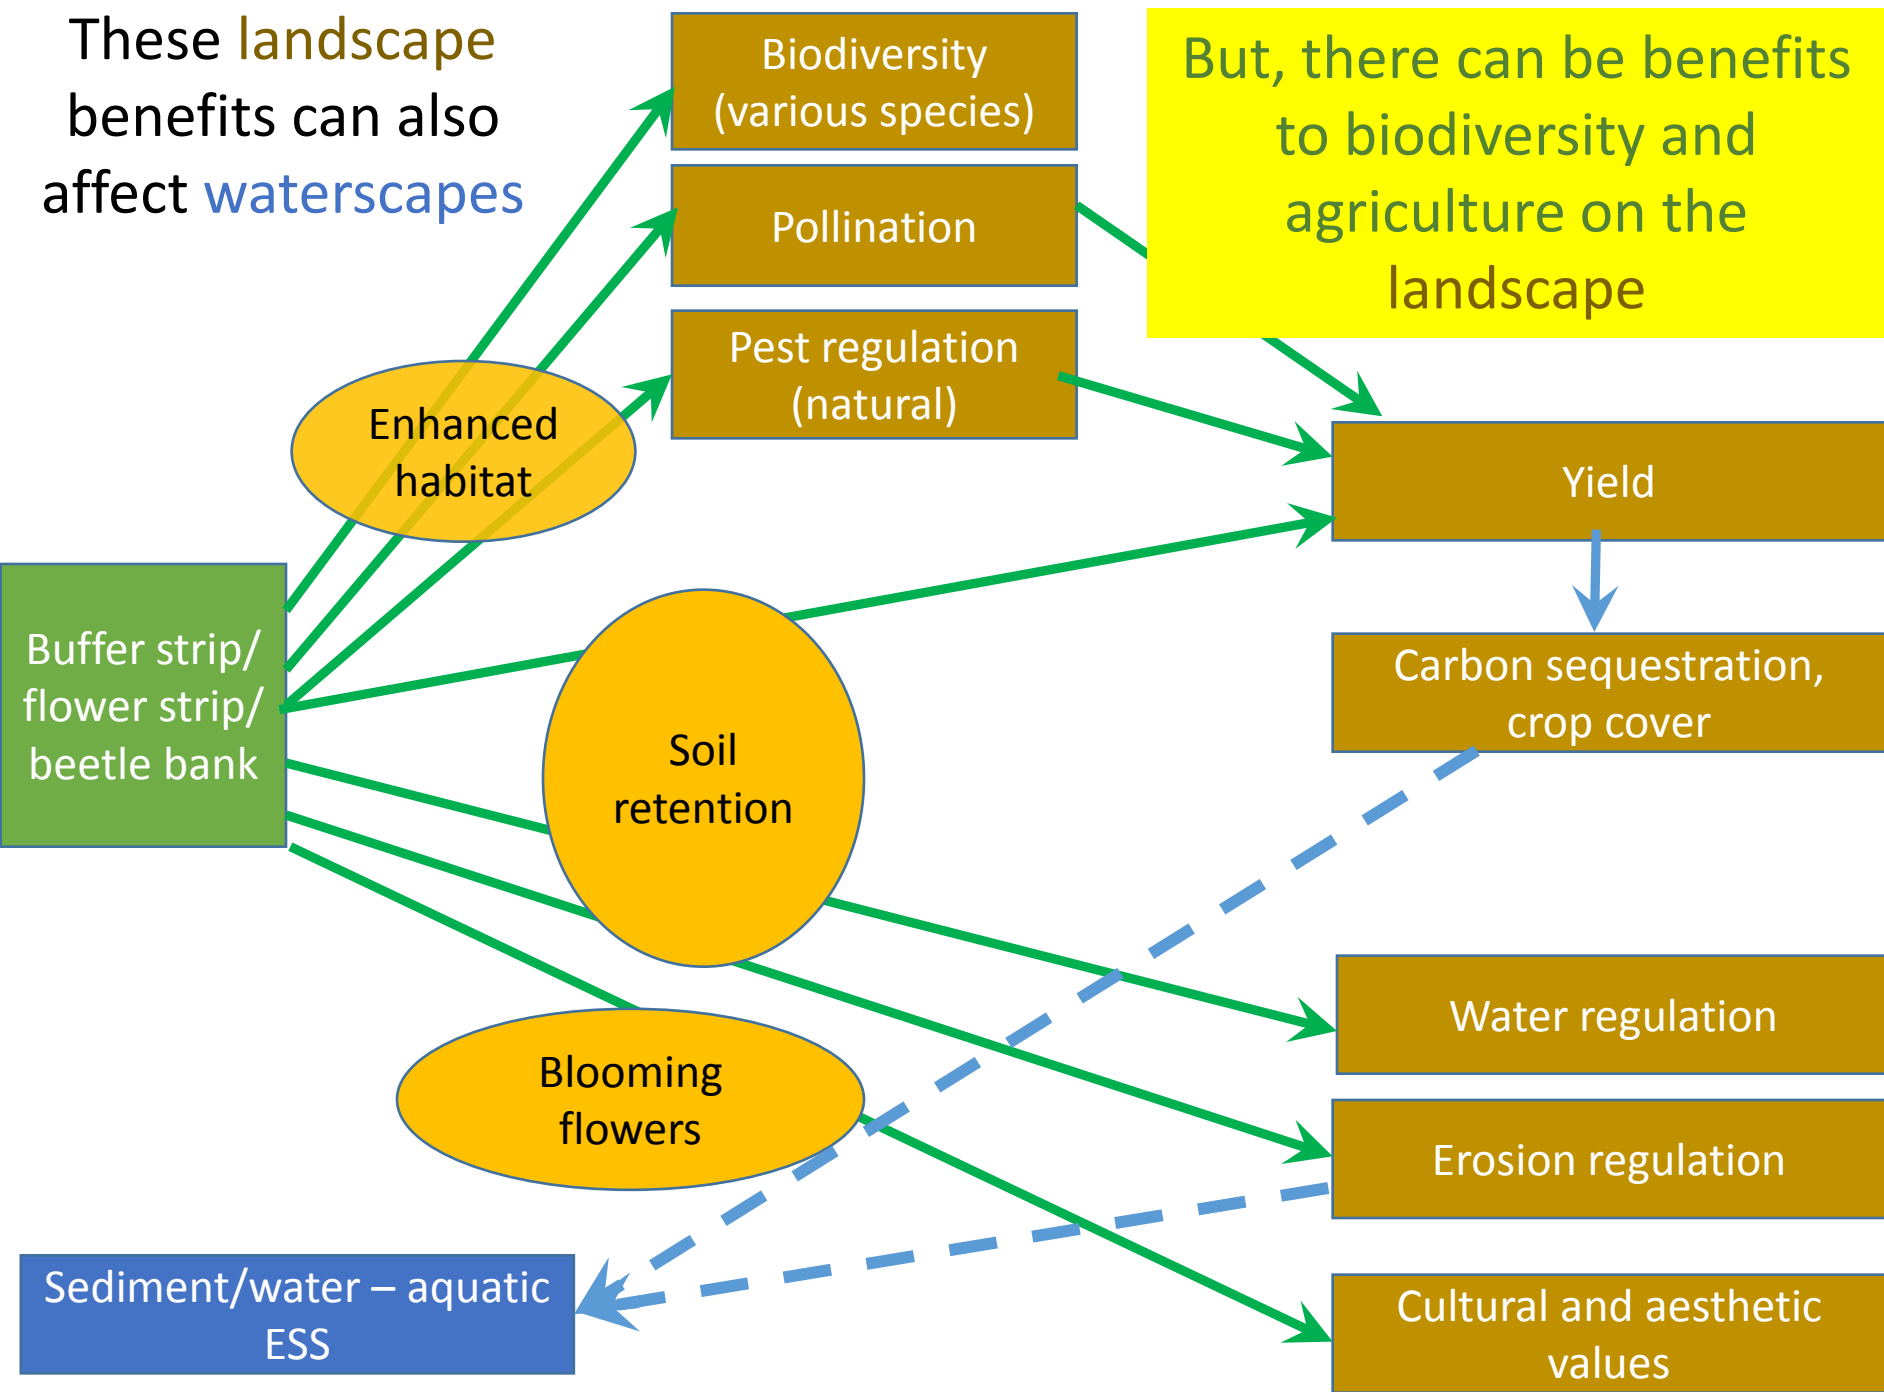 These landscape
benefits can also
affect waterscapes
Biodiversity
(various species)
Pollination
Pest regulation
(natural)
But, there can be benefits
to biodiversity and
agriculture on the
landscape
Enhanced
habitat
Yield
Buffer strip/
flower strip/
beetle bank
Soil
retention
Carbon sequestration,
crop cover
Blooming
flowers
Water regulation
Erosion regulation
Sediment/water – aquatic
ESS
Cultural and aesthetic
values